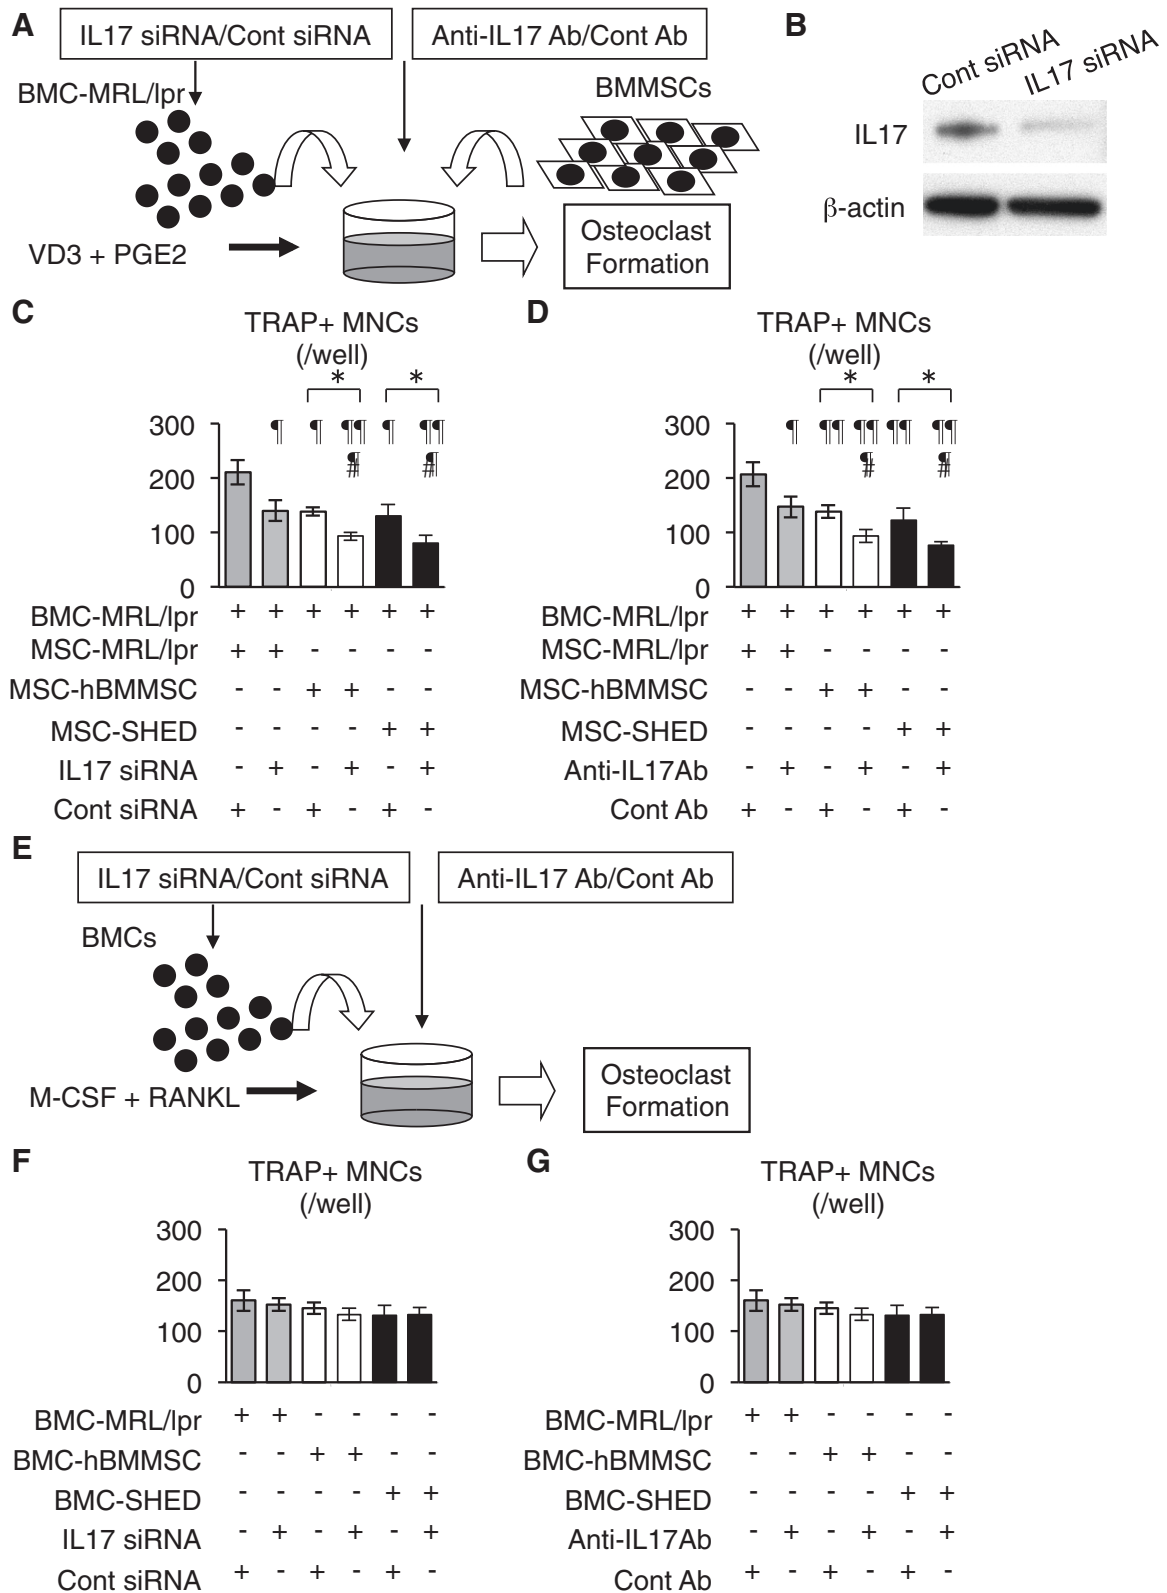 A
IL17 siRNA/Cont siRNA
Anti-IL17 Ab/Cont Ab
BMC-MRL/lpr
BMMSCs
VD3 + PGE2
Osteoclast
Formation
B
Cont siRNA
IL17 siRNA
IL17
β-actin
C
TRAP+ MNCs
(/well)
* *
300 ¶ ¶ ¶¶ ¶ ¶¶
¶ ¶
# #
200
100
0
BMC-MRL/lpr + + + + + +
MSC-MRL/lpr + + - - - -
MSC-hBMMSC - - + + - -
MSC-SHED - - - - + +
IL17 siRNA - + - + - +
Cont siRNA + - + - + -
D
TRAP+ MNCs
(/well)
* *
300 ¶ ¶¶ ¶¶ ¶¶ ¶¶
¶ ¶
# #
200
100
0
BMC-MRL/lpr + + + + + +
MSC-MRL/lpr + + - - - -
MSC-hBMMSC - - + + - -
MSC-SHED - - - - + +
Anti-IL17Ab - + - + - +
Cont Ab + - + - + -
E
IL17 siRNA/Cont siRNA
Anti-IL17 Ab/Cont Ab
BMCs
M-CSF + RANKL
Osteoclast
Formation
F
TRAP+ MNCs
(/well)
300
200
100
0
BMC-MRL/lpr + + - - - -
BMC-hBMMSC - - + + - -
BMC-SHED - - - - + +
IL17 siRNA - + - + - +
Cont siRNA + - + - + -
G
TRAP+ MNCs
(/well)
300
200
100
0
BMC-MRL/lpr + + - - - -
BMC-hBMMSC - - + + - -
BMC-SHED - - - - + +
Anti-IL17Ab - + - + - +
Cont Ab + - + - + -